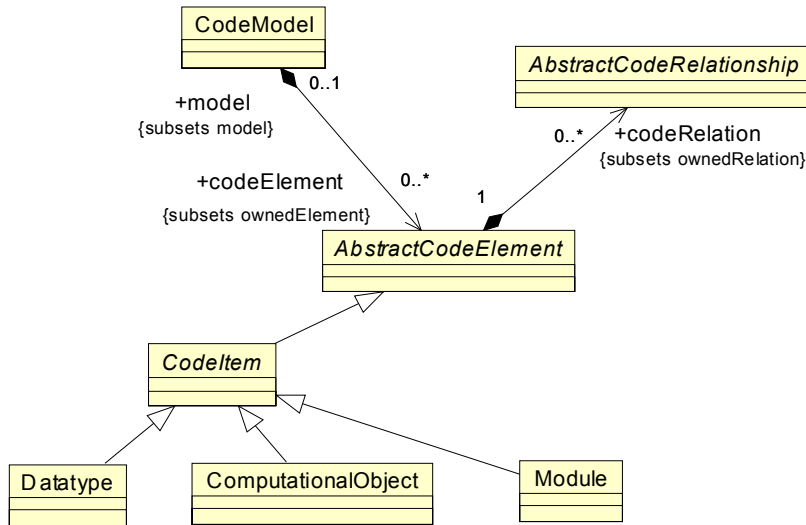 CodeModel
AbstractCodeRelationship
0..1
+model
{subsets model}
0..*
+codeRelation
{subsets ownedRelation}
+codeElement
0..*
{subsets ownedElement}
1
AbstractCodeElement
CodeItem
Datatype
ComputationalObject
Module